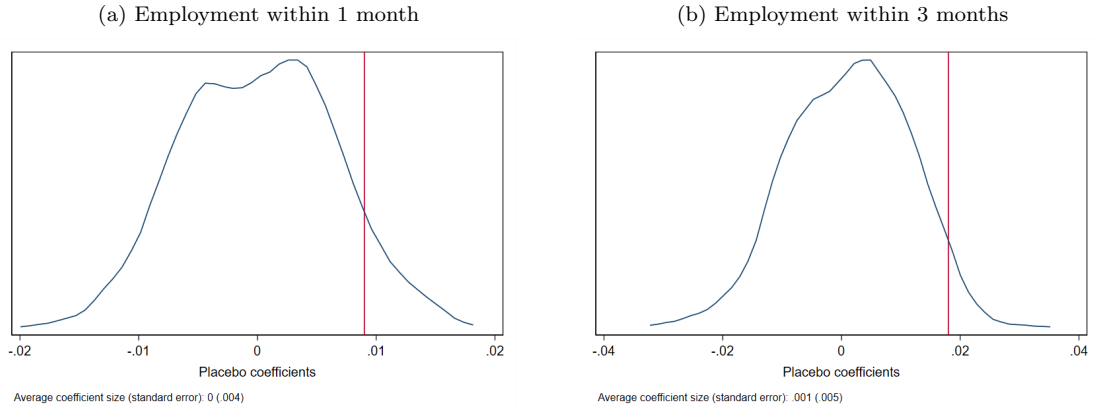 (a) Employment within 1 month
(b) Employment within 3 months
-.02 -.01 0 .01 .02
Placebo coefficients
Average coefficient size (standard error): 0 (.004)
-.04 -.02 0 .02 .04
Placebo coefficients
Average coefficient size (standard error): .001 (.005)